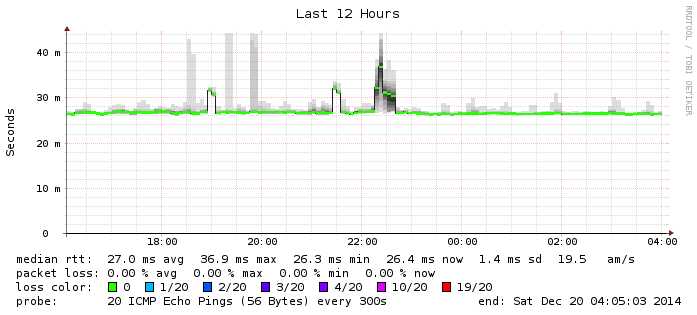 Last 12 Hours
RRDTOOL / TOBI OETIKER
Seconds
40 m
30 m
20 m
10 m
0
18:00 20:00 22:00 00:00 02:00 04:00
median rtt: 27.0 ms avg 36.9 ms max 26.3 ms min 26.4 ms now 1.4 ms sd 19.5 am/s
packet loss: 0.00 % avg 0.00 % max 0.00 % min 0.00 % now
loss color: 0 1/20 2/20 3/20 4/20 10/20 19/20
probe: 20 ICMP Echo Pings (56 Bytes) every 300s end: Sat Dec 20 04:05:03 2014